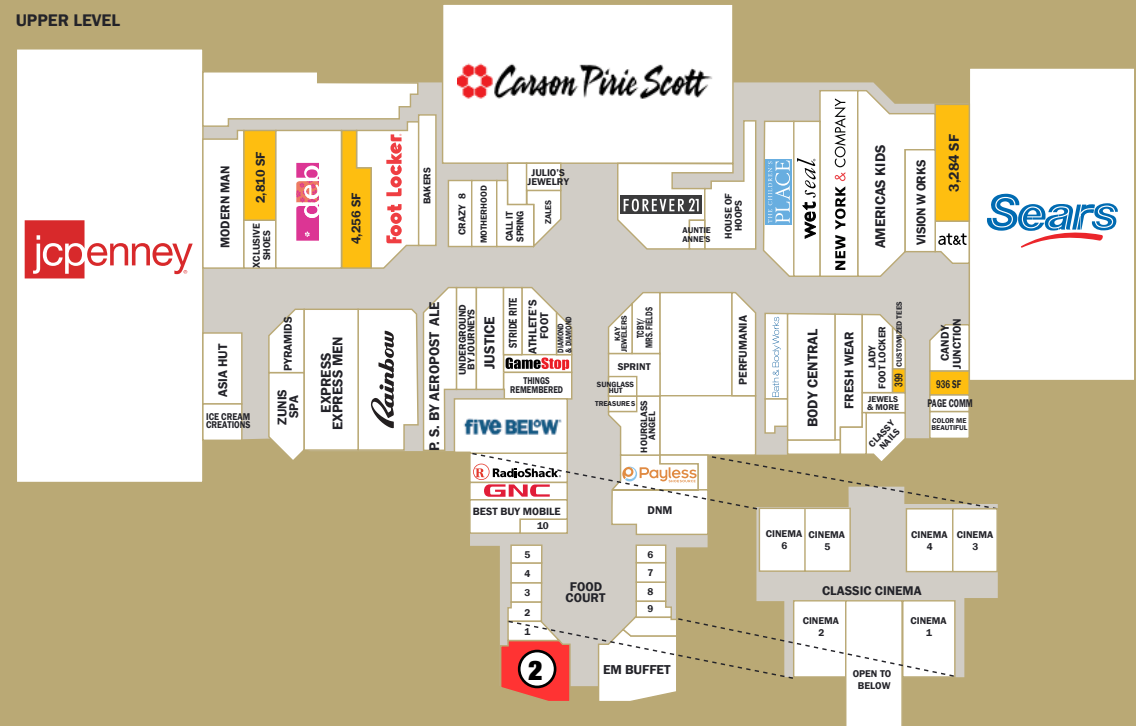 UPPER LEVEL
Carson Pirie Scott
jcpenney
MODERN MAN
2,810 SF
XCLUSIVE
SHOES
dEb
4,256 SF
Foot Locker
BAKERS
CRAZY 8
MOTHERHOOD
CALL IT
SPRING
JULIO'S
JEWELRY
ZALES
FOREVER 21
AUNTIE
ANNE'S
HOUSE OF
HOOPS
THE CHILDREN'S
PLACE
wet seal.
NEW YORK & COMPANY
AMERICAS KIDS
VISION W ORKS
3,284 SF
at&t
Sears
ASIA HUT
ICE CREAM
CREATIONS
PYRAMIDS
ZUNIS
SPA
EXPRESS
EXPRESS MEN
Rainbow
P. S. BY AEROPOST ALE
UNDERGROUND
BY JOURNEYS
JUSTICE
STRIDE RITE
ATHLETE'S
FOOT
DIAMOND
& DIAMOND
GameStop
THINGS
REMEMBERED
five BELOW
KAY
JEWELERS
TCBY/
MRS. FIELDS
SPRINT
SUNGLASS
HUT
TREASURE S
HOURGLASS
ANGEL
PERFUMANIA
Bath & Body Works
BODY CENTRAL
FRESH WEAR
LADY
FOOT LOCKER
CUSTOMIZED TEES
399
JEWELS
& MORE
CLASSY
NAILS
CANDY
JUNCTION
936 SF
PAGE COMM
COLOR ME
BEAUTIFUL
R RadioShack
GNC
BEST BUY MOBILE
10
Payless
DNM
5
4
3
2
1
FOOD
COURT
6
7
8
9
2
EM BUFFET
CINEMA
6
CINEMA
5
CINEMA
4
CINEMA
3
CLASSIC CINEMA
CINEMA
2
CINEMA
1
OPEN TO
BELOW